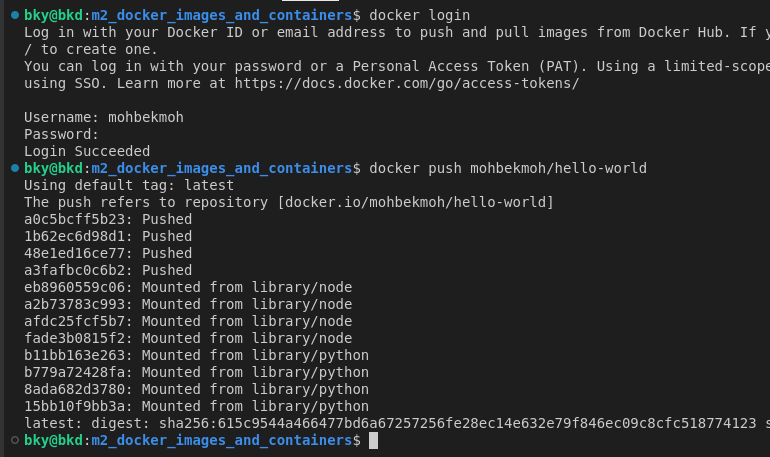 bky@bkd:m2_docker_images_and_containers$ docker login
Log in with your Docker ID or email address to push and pull images from Docker Hub. If y
/ to create one.
You can log in with your password or a Personal Access Token (PAT). Using a limited-scope
using SSO. Learn more at https://docs.docker.com/go/access-tokens/
Username: mohbekmoh
Password:
Login Succeeded
bky@bkd:m2_docker_images_and_containers$ docker push mohbekmoh/hello-world
Using default tag: latest
The push refers to repository [docker.io/mohbekmoh/hello-world]
a0c5bcff5b23: Pushed
1b62ec6d98d1: Pushed
48e1ed16ce77: Pushed
a3fafbc0c6b2: Pushed
eb8960559c06: Mounted from library/node
a2b73783c993: Mounted from library/node
afdc25fcf5b7: Mounted from library/node
fade3b0815f2: Mounted from library/node
b11bb163e263: Mounted from library/python
b779a72428fa: Mounted from library/python
8ada682d3780: Mounted from library/python
15bb10f9bb3a: Mounted from library/python
latest: digest: sha256:615c9544a466477bd6a67257256fe28ec14e632e79f846ec09c8cfc518774123 s
bky@bkd:m2_docker_images_and_containers$